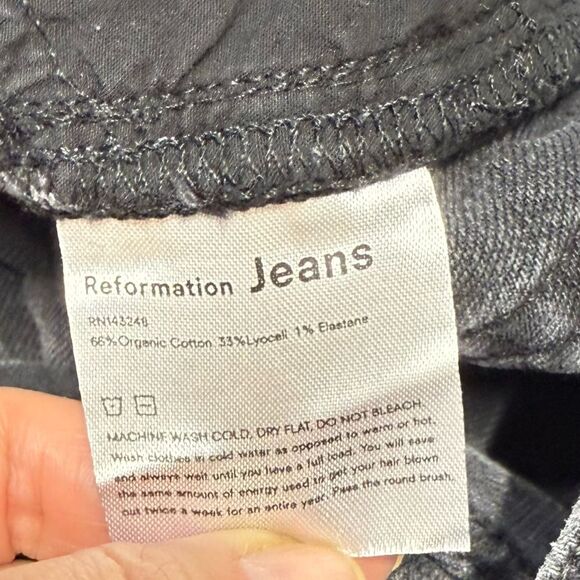 Reformation Jeans
RN143248
66% Organic Cotton 33% Lyocell 1% Elastane
MACHINE WASH COLD, DRY FLAT, DO NOT BLEACH
Wash clothes in cold water as opposed to warm or hot,
and always wait until you have a full load. You will save
the same amount of energy used to get your hair blown
out twice a week for an entire year. Pass the round brush.